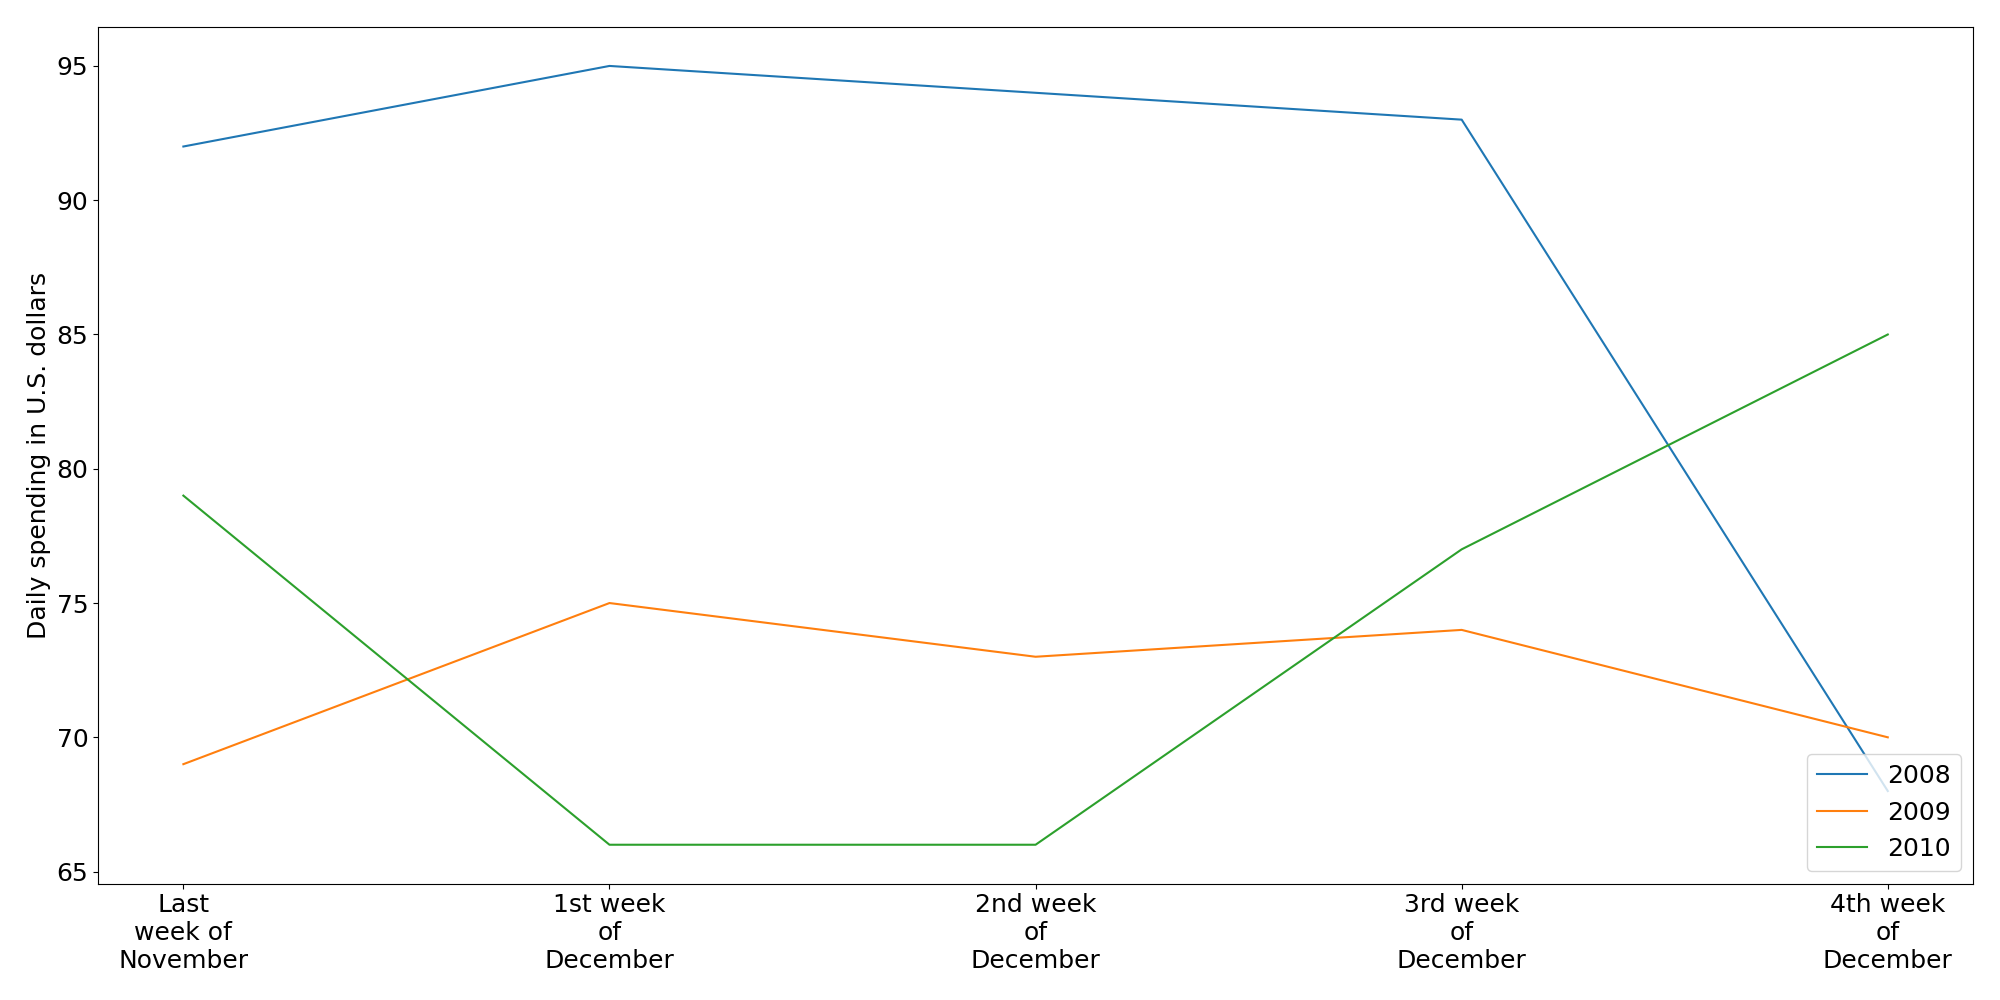 Daily spending in U.S. dollars
95
90
85
80
75
70
65
Last
week of
November
1st week
of
December
2nd week
of
December
3rd week
of
December
4th week
of
December
2008
2009
2010